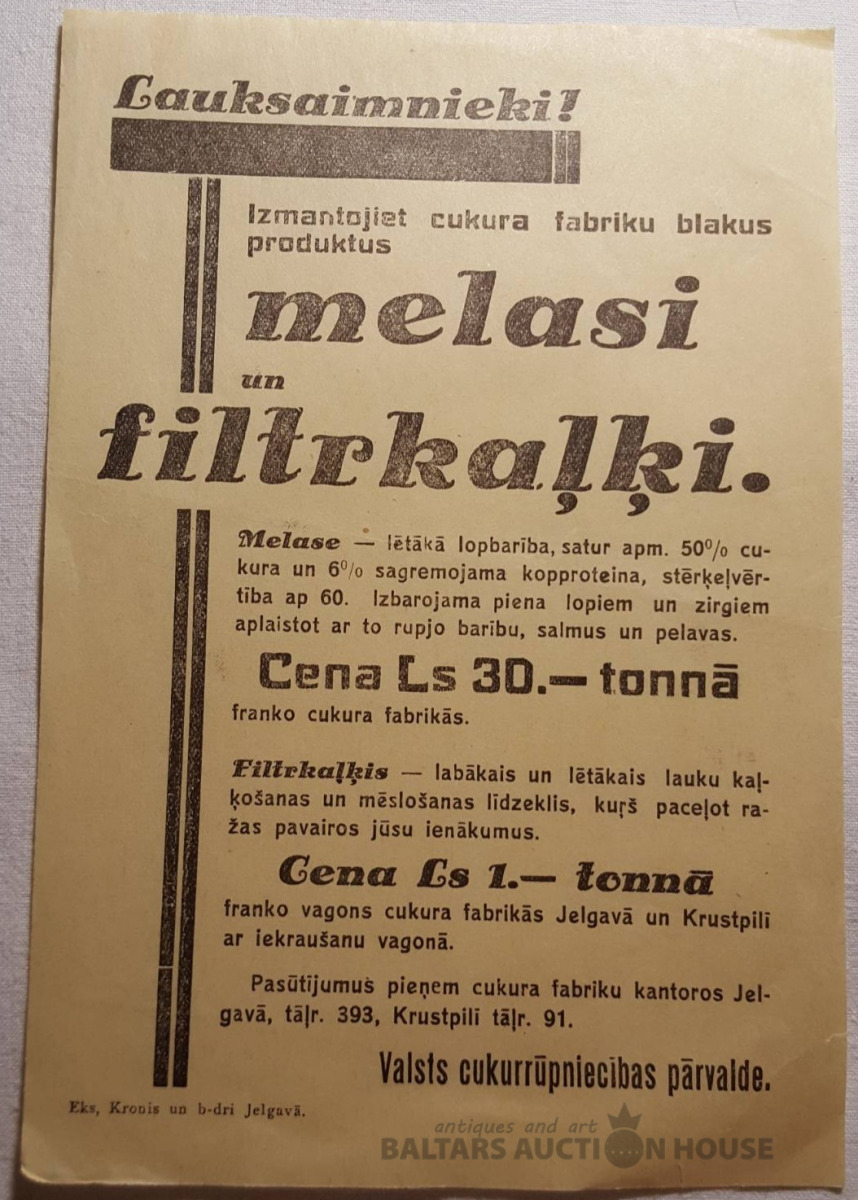 Lauksaimnieki!
Izmantojiet cukura fabriku blakus
produktus
melasi
un
filtrkaļķi.
Melase — lētākā lopbarība, satur apm. 50% cu-
kura un 6% sagremojama kopproteina, stērķeļvēr-
tība ap 60. Izbarojama piena lopiem un zirgiem
aplaistot ar to rupjo barību, salmus un pelavas.
Cena Ls 30.— tonnā
franko cukura fabrikās.
Filtrkaļķis — labākais un lētākais lauku kaļ-
ķošanas un mēslošanas līdzeklis, kuŗš paceļot ra-
žas pavairos jūsu ienākumus.
Cena Ls 1.— tonnā
franko vagons cukura fabrikās Jelgavā un Krustpilī
ar iekraušanu vagonā.
Pasūtījumus pieņem cukura fabriku kantoros Jel-
gavā, tāļr. 393, Krustpilī tāļr. 91.
Valsts cukurrūpniecības pārvalde.
Eks, Kronis un b-dri Jelgavā.
antiques and art
BALTARS AUCTION HOUSE